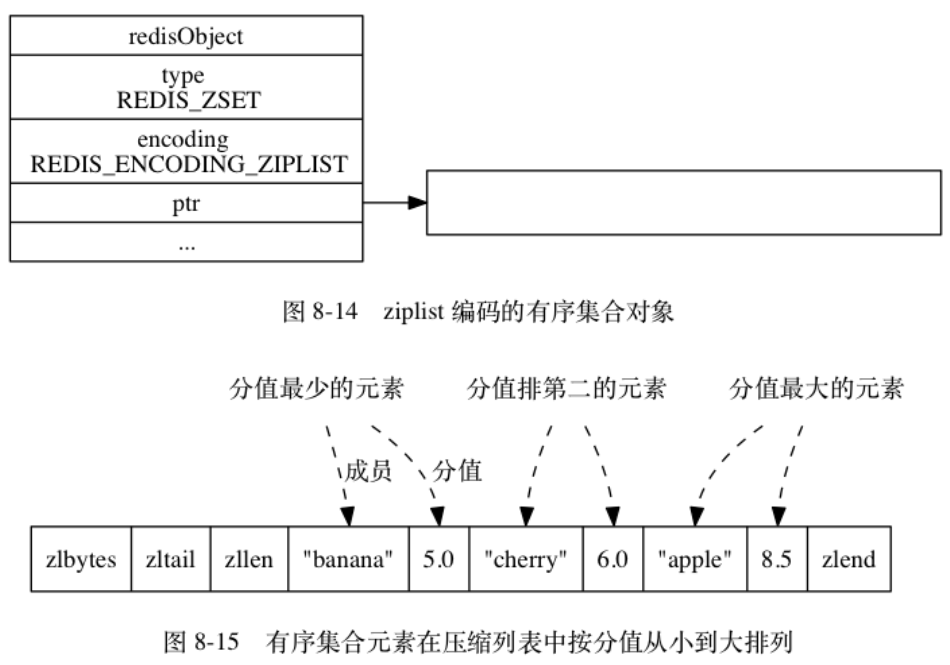 redisObject
type
REDIS_ZSET
encoding
REDIS_ENCODING_ZIPLIST
ptr
...
图 8-14 ziplist 编码的有序集合对象
分值最少的元素 分值排第二的元素 分值最大的元素
成员 分值
zlbytes zltail zllen "banana" 5.0 "cherry" 6.0 "apple" 8.5 zlend
图 8-15 有序集合元素在压缩列表中按分值从小到大排列